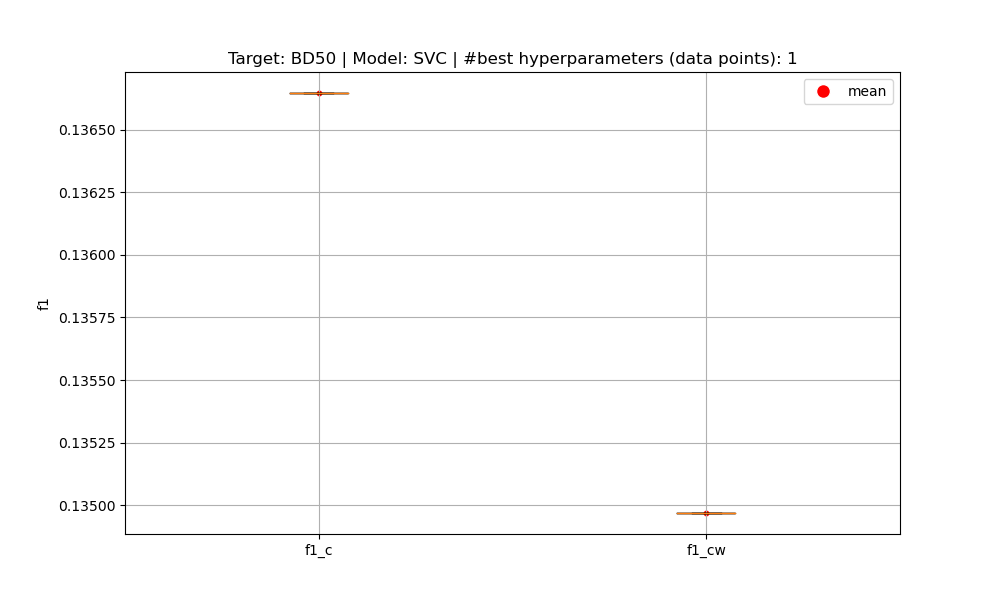 Target: BD50 | Model: SVC | #best hyperparameters (data points): 1
mean
0.13650
0.13625
0.13600
0.13575
0.13550
0.13525
0.13500
f1
f1_c
f1_cw